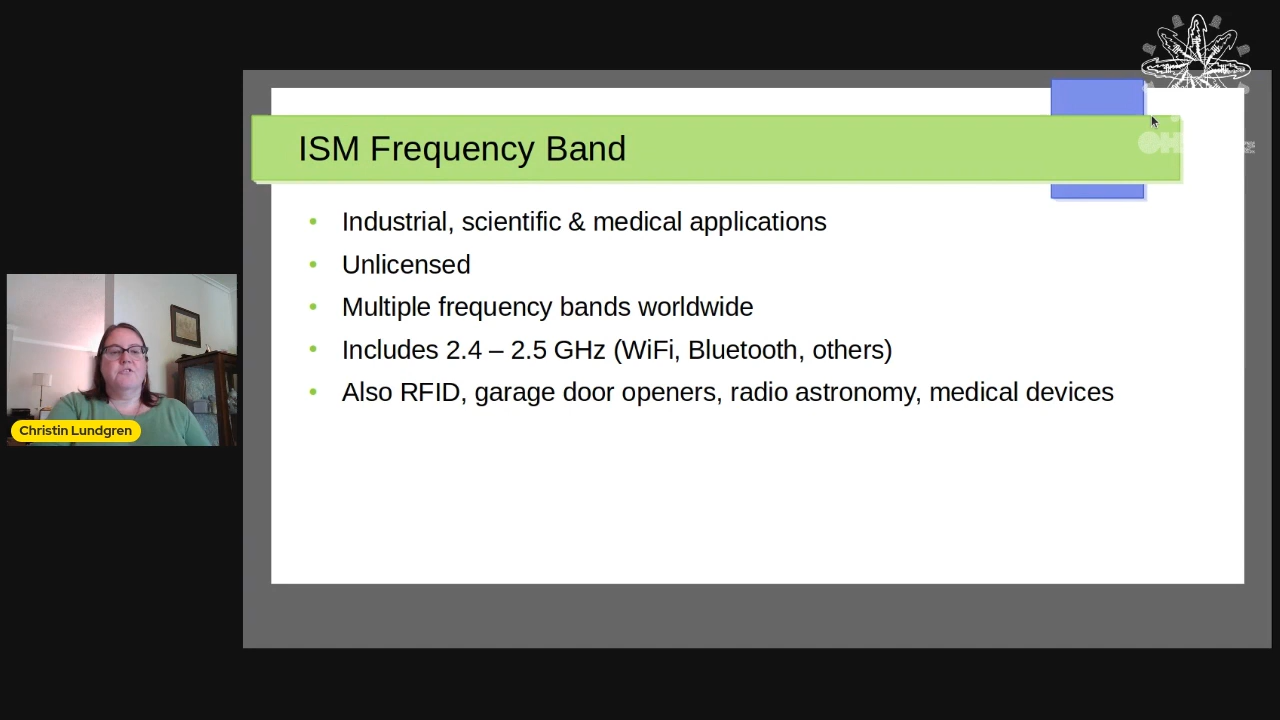 ISM Frequency Band
Industrial, scientific & medical applications
Unlicensed
Multiple frequency bands worldwide
Includes 2.4 – 2.5 GHz (WiFi, Bluetooth, others)
Also RFID, garage door openers, radio astronomy, medical devices
Christin Lundgren